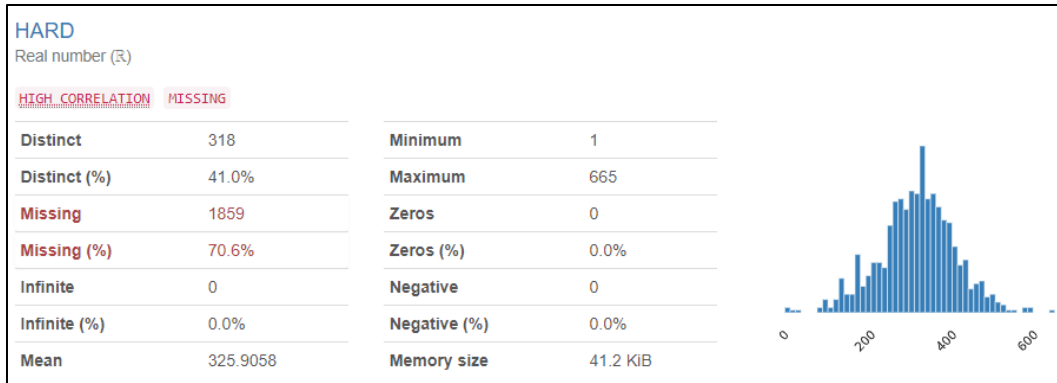 HARD
Real number (ℝ)
HIGH CORRELATION MISSING
Distinct 318
Distinct (%) 41.0%
Missing 1859
Missing (%) 70.6%
Infinite 0
Infinite (%) 0.0%
Mean 325.9058
Minimum 1
Maximum 665
Zeros 0
Zeros (%) 0.0%
Negative 0
Negative (%) 0.0%
Memory size 41.2 KiB
0 200 400 600